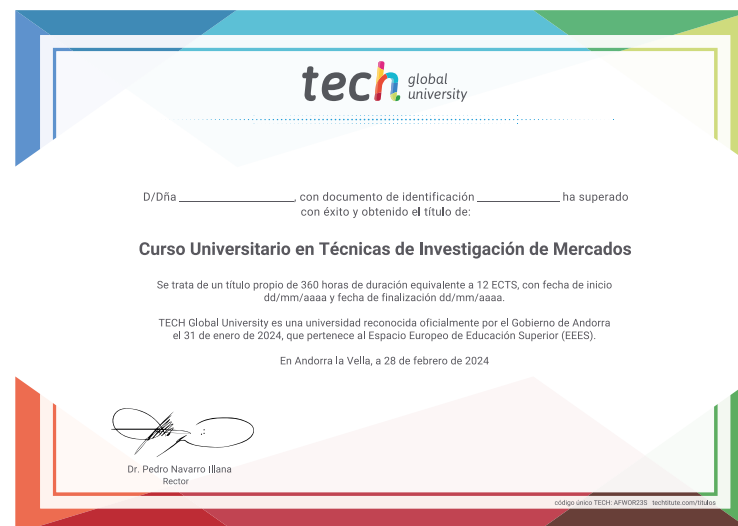 tech global university
D/Dña ____________, con documento de identificación ____________ ha superado
con éxito y obtenido el título de:
Curso Universitario en Técnicas de Investigación de Mercados
Se trata de un título propio de 360 horas de duración equivalente a 12 ECTS, con fecha de inicio
dd/mm/aaaa y fecha de finalización dd/mm/aaaa.
TECH Global University es una universidad reconocida oficialmente por el Gobierno de Andorra
el 31 de enero de 2024, que pertenece al Espacio Europeo de Educación Superior (EEES).
En Andorra la Vella, a 28 de febrero de 2024
Dr. Pedro Navarro Illana
Rector
código único TECH: AFWOR23S techtitute.com/titulos